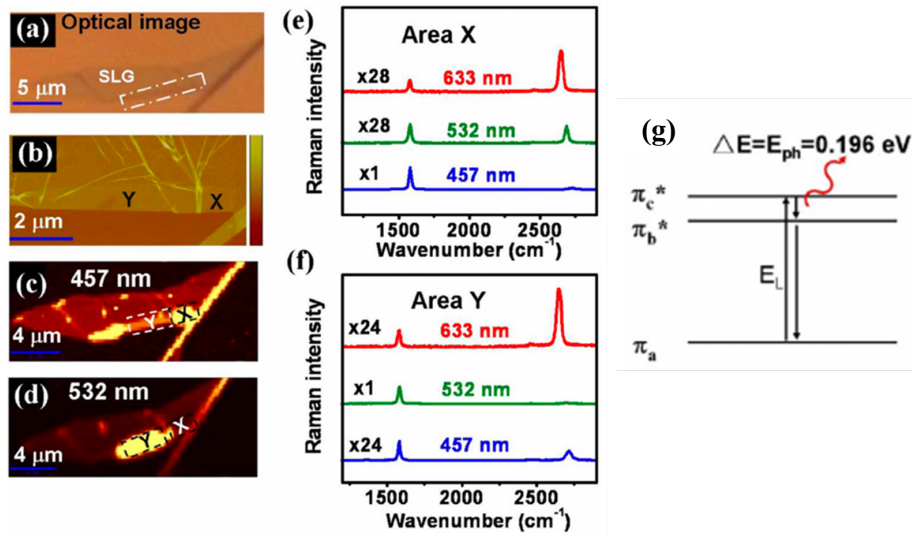 (a) Optical image
SLG
5 μm
(b)
Y X
2 μm
(c) 457 nm
Y X
4 μm
(d) 532 nm
Y X
4 μm
(e)
Area X
Raman intensity
x28 633 nm
x28 532 nm
x1 457 nm
1500 2000 2500
Wavenumber (cm⁻¹)
(f)
Area Y
Raman intensity
x24 633 nm
x1 532 nm
x24 457 nm
1500 2000 2500
Wavenumber (cm⁻¹)
(g)
△E=Eₚₕ=0.196 eV
π_c*
π_b*
E_L
π_a